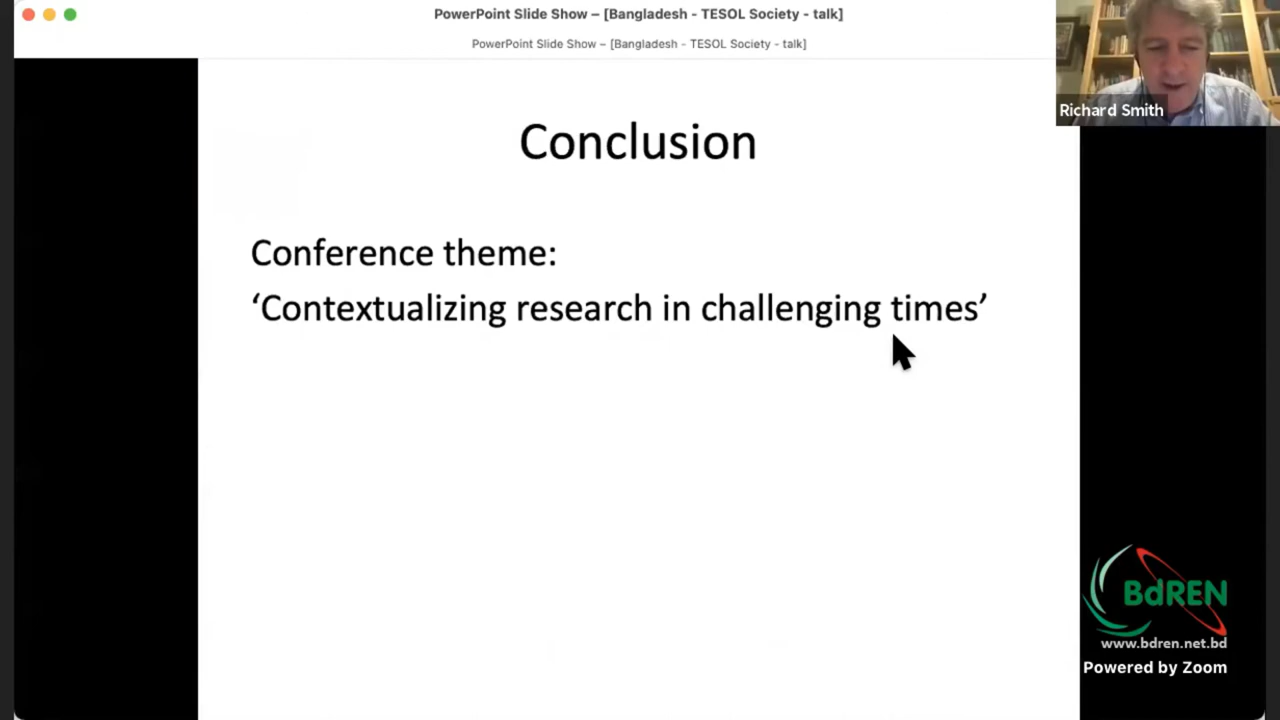 PowerPoint Slide Show – [Bangladesh - TESOL Society - talk]
PowerPoint Slide Show – [Bangladesh - TESOL Society - talk]
Richard Smith
Conclusion
Conference theme:
‘Contextualizing research in challenging times’
BdREN
www.bdren.net.bd
Powered by Zoom